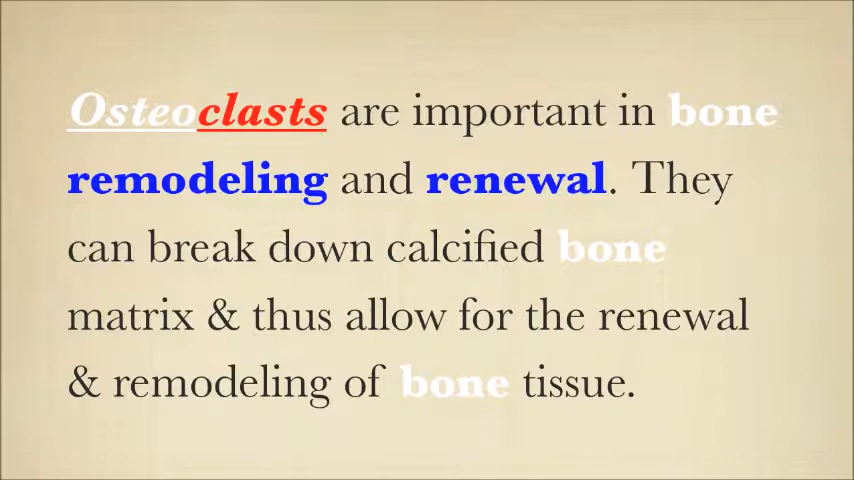 Osteoclasts are important in bone
remodeling and renewal. They
can break down calcified bone
matrix & thus allow for the renewal
& remodeling of bone tissue.